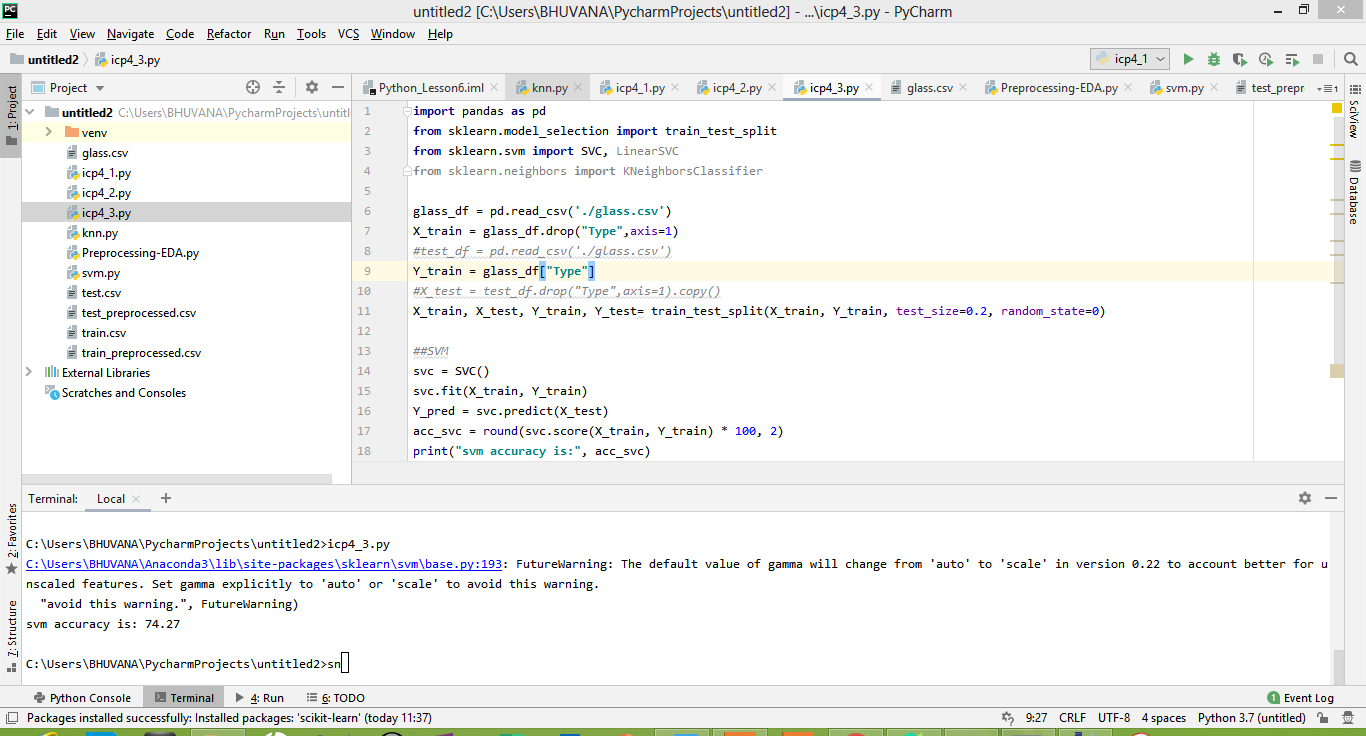 PC
untitled2 [C:\Users\BHUVANA\PycharmProjects\untitled2] - ...\icp4_3.py - PyCharm
File Edit View Navigate Code Refactor Run Tools VCS Window Help
untitled2 icp4_3.py
icp4_1
1: Project
Project
Python_Lesson6.iml knn.py icp4_1.py icp4_2.py icp4_3.py glass.csv Preprocessing-EDA.py svm.py test_prepr
untitled2 C:\Users\BHUVANA\PycharmProjects\untitl
venv
glass.csv
icp4_1.py
icp4_2.py
icp4_3.py
knn.py
Preprocessing-EDA.py
svm.py
test.csv
test_preprocessed.csv
train.csv
train_preprocessed.csv
External Libraries
Scratches and Consoles
1 import pandas as pd
2 from sklearn.model_selection import train_test_split
3 from sklearn.svm import SVC, LinearSVC
4 from sklearn.neighbors import KNeighborsClassifier
5
6 glass_df = pd.read_csv('./glass.csv')
7 X_train = glass_df.drop("Type",axis=1)
8 #test_df = pd.read_csv('./glass.csv')
9 Y_train = glass_df["Type"]
10 #X_test = test_df.drop("Type",axis=1).copy()
11 X_train, X_test, Y_train, Y_test= train_test_split(X_train, Y_train, test_size=0.2, random_state=0)
12
13 ##SVM
14 svc = SVC()
15 svc.fit(X_train, Y_train)
16 Y_pred = svc.predict(X_test)
17 acc_svc = round(svc.score(X_train, Y_train) * 100, 2)
18 print("svm accuracy is:", acc_svc)
SciView
Database
2: Favorites
7: Structure
Terminal: Local +
C:\Users\BHUVANA\PycharmProjects\untitled2>icp4_3.py
C:\Users\BHUVANA\Anaconda3\lib\site-packages\sklearn\svm\base.py:193: FutureWarning: The default value of gamma will change from 'auto' to 'scale' in version 0.22 to account better for u
nscaled features. Set gamma explicitly to 'auto' or 'scale' to avoid this warning.
"avoid this warning.", FutureWarning)
svm accuracy is: 74.27
C:\Users\BHUVANA\PycharmProjects\untitled2>sn
Python Console Terminal 4: Run 6: TODO 1 Event Log
Packages installed successfully: Installed packages: 'scikit-learn' (today 11:37) 9:27 CRLF UTF-8 4 spaces Python 3.7 (untitled)